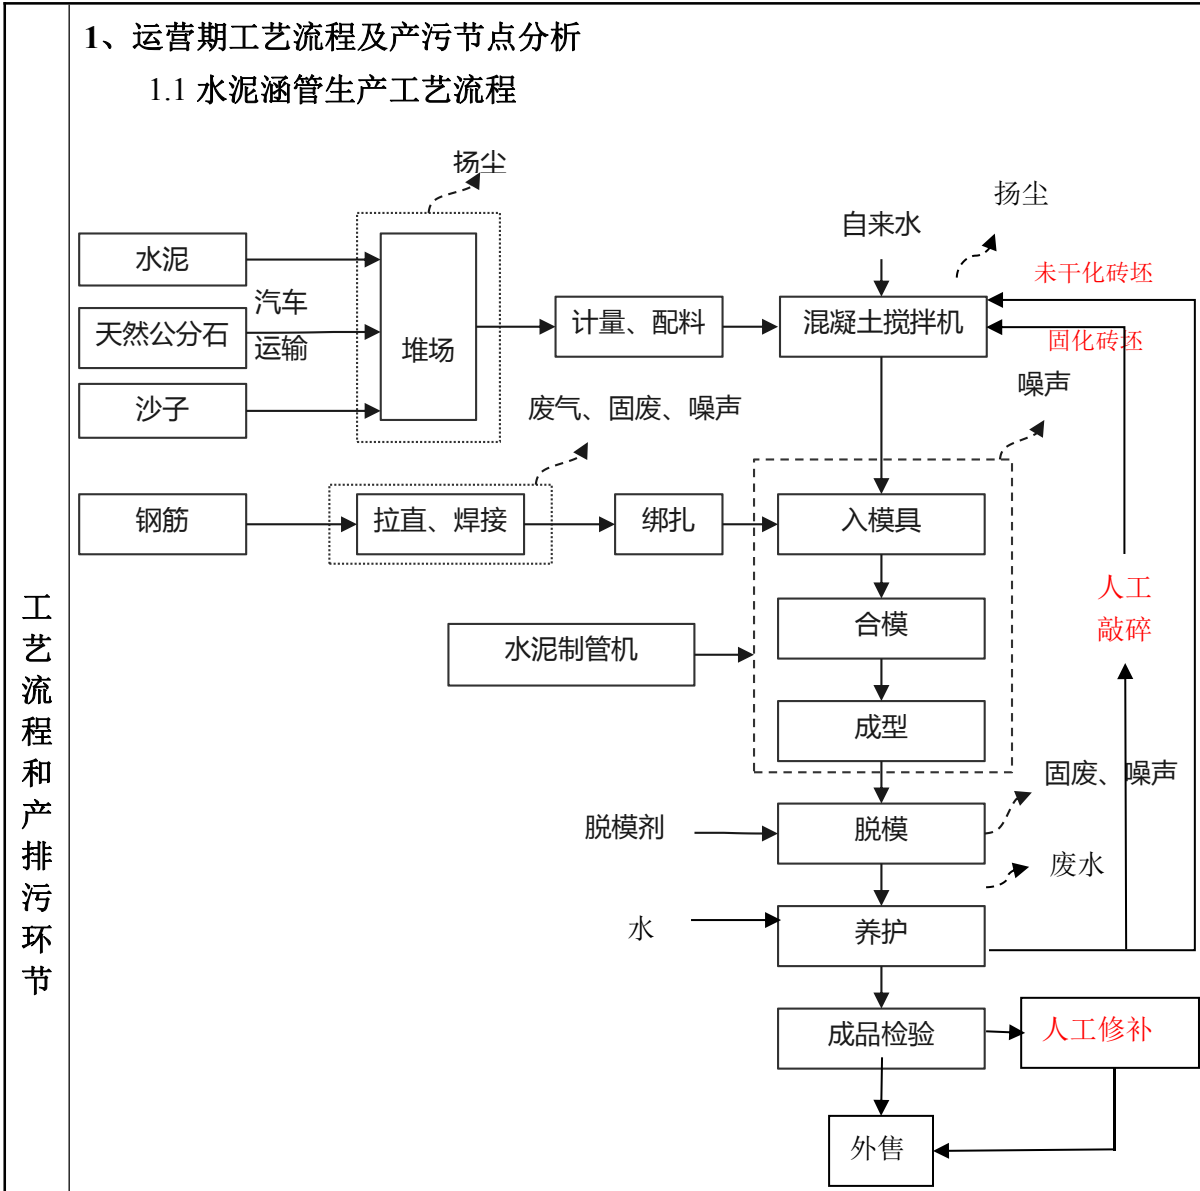 1、运营期工艺流程及产污节点分析
1.1 水泥涵管生产工艺流程
扬尘
扬尘
自来水
水泥
未干化砖坯
汽车
天然公分石
运输
堆场
计量、配料
混凝土搅拌机
固化砖坯
沙子
废气、固废、噪声
噪声
钢筋
拉直、焊接
绑扎
入模具
人工
敲碎
合模
水泥制管机
成型
固废、噪声
脱模剂
脱模
废水
水
养护
成品检验
人工修补
外售
工
艺
流
程
和
产
排
污
环
节